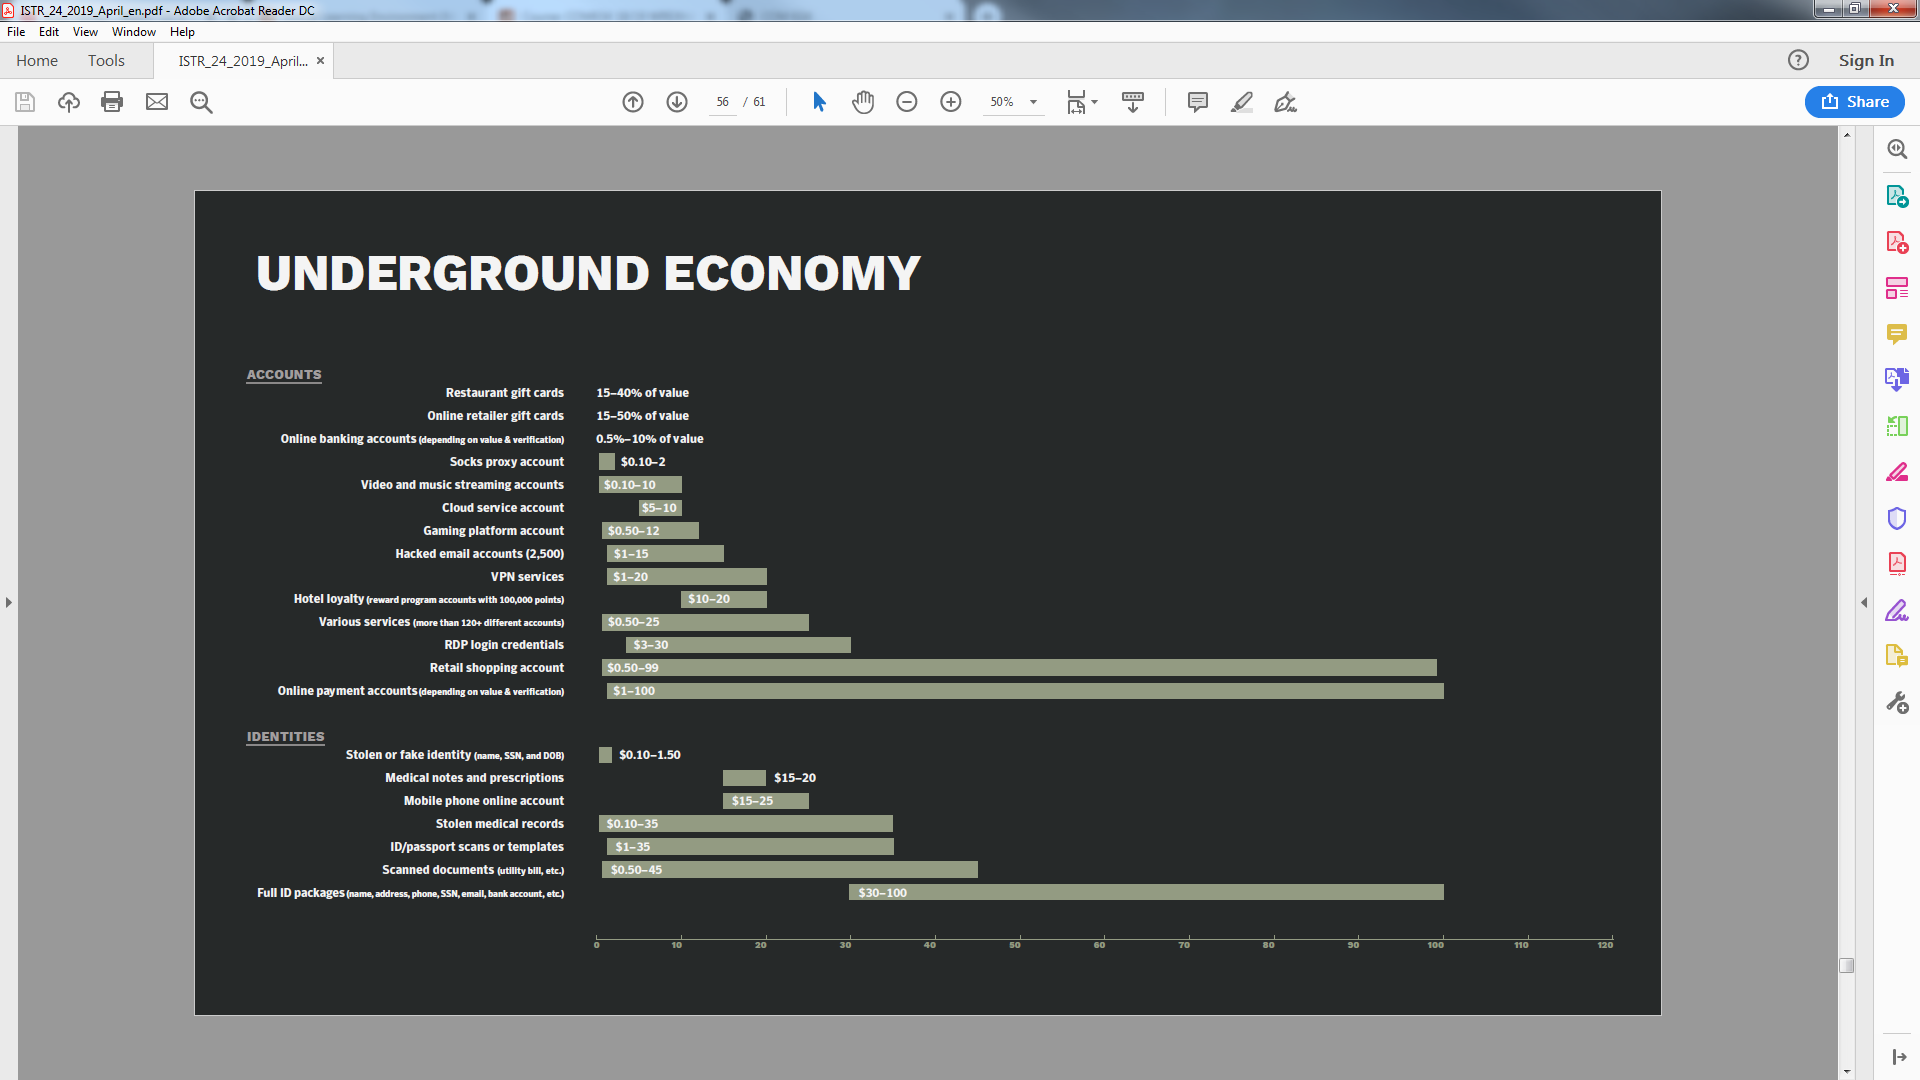 ISTR_24_2019_April_en.pdf - Adobe Acrobat Reader DC
File Edit View Window Help
Home Tools ISTR_24_2019_April... × ? Sign In
56 / 61 50% Share
UNDERGROUND ECONOMY
ACCOUNTS
Restaurant gift cards 15–40% of value
Online retailer gift cards 15–50% of value
Online banking accounts (depending on value & verification) 0.5%–10% of value
Socks proxy account $0.10–2
Video and music streaming accounts $0.10–10
Cloud service account $5–10
Gaming platform account $0.50–12
Hacked email accounts (2,500) $1–15
VPN services $1–20
Hotel loyalty (reward program accounts with 100,000 points) $10–20
Various services (more than 120+ different accounts) $0.50–25
RDP login credentials $3–30
Retail shopping account $0.50–99
Online payment accounts (depending on value & verification) $1–100
IDENTITIES
Stolen or fake identity (name, SSN, and DOB) $0.10–1.50
Medical notes and prescriptions $15–20
Mobile phone online account $15–25
Stolen medical records $0.10–35
ID/passport scans or templates $1–35
Scanned documents (utility bill, etc.) $0.50–45
Full ID packages (name, address, phone, SSN, email, bank account, etc.) $30–100
0 10 20 30 40 50 60 70 80 90 100 110 120